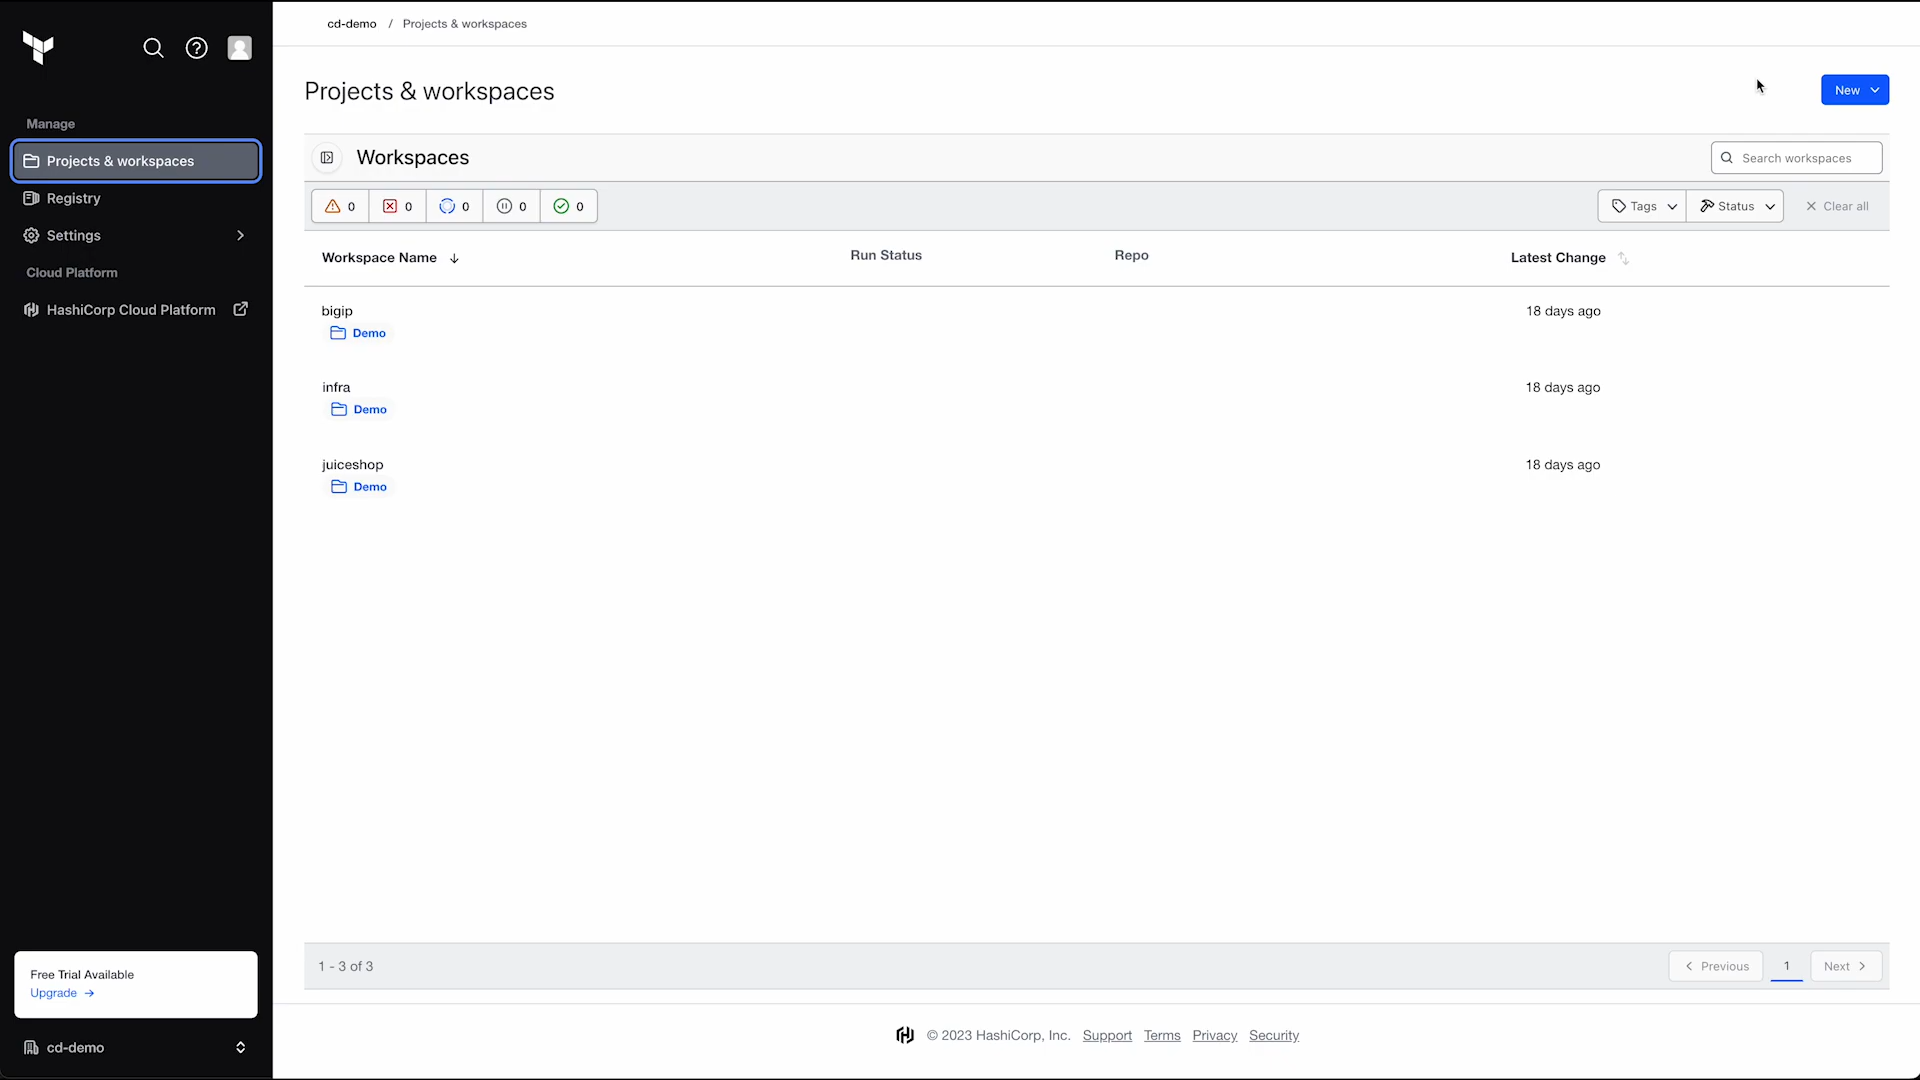 cd-demo / Projects & workspaces
Manage
Projects & workspaces
Registry
Settings
Cloud Platform
HashiCorp Cloud Platform
Free Trial Available
Upgrade
cd-demo
Projects & workspaces
New
Workspaces
Search workspaces
0 0 0 0 0
Tags Status Clear all
Workspace Name Run Status Repo Latest Change
bigip 18 days ago
Demo
infra 18 days ago
Demo
juiceshop 18 days ago
Demo
1 - 3 of 3
Previous 1 Next
© 2023 HashiCorp, Inc. Support Terms Privacy Security